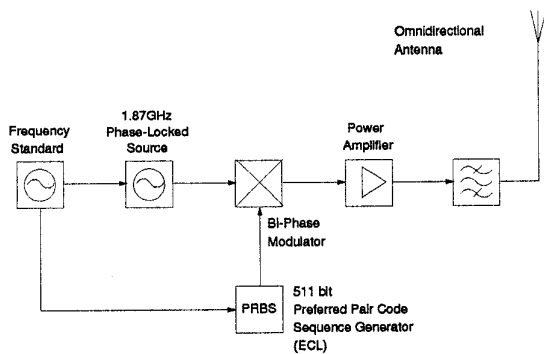 Omnidirectional
Antenna
1.87GHz
Phase-Locked
Source
Frequency
Standard
Power
Amplifier
Bi-Phase
Modulator
PRBS
511 bit
Preferred Pair Code
Sequence Generator
(ECL)